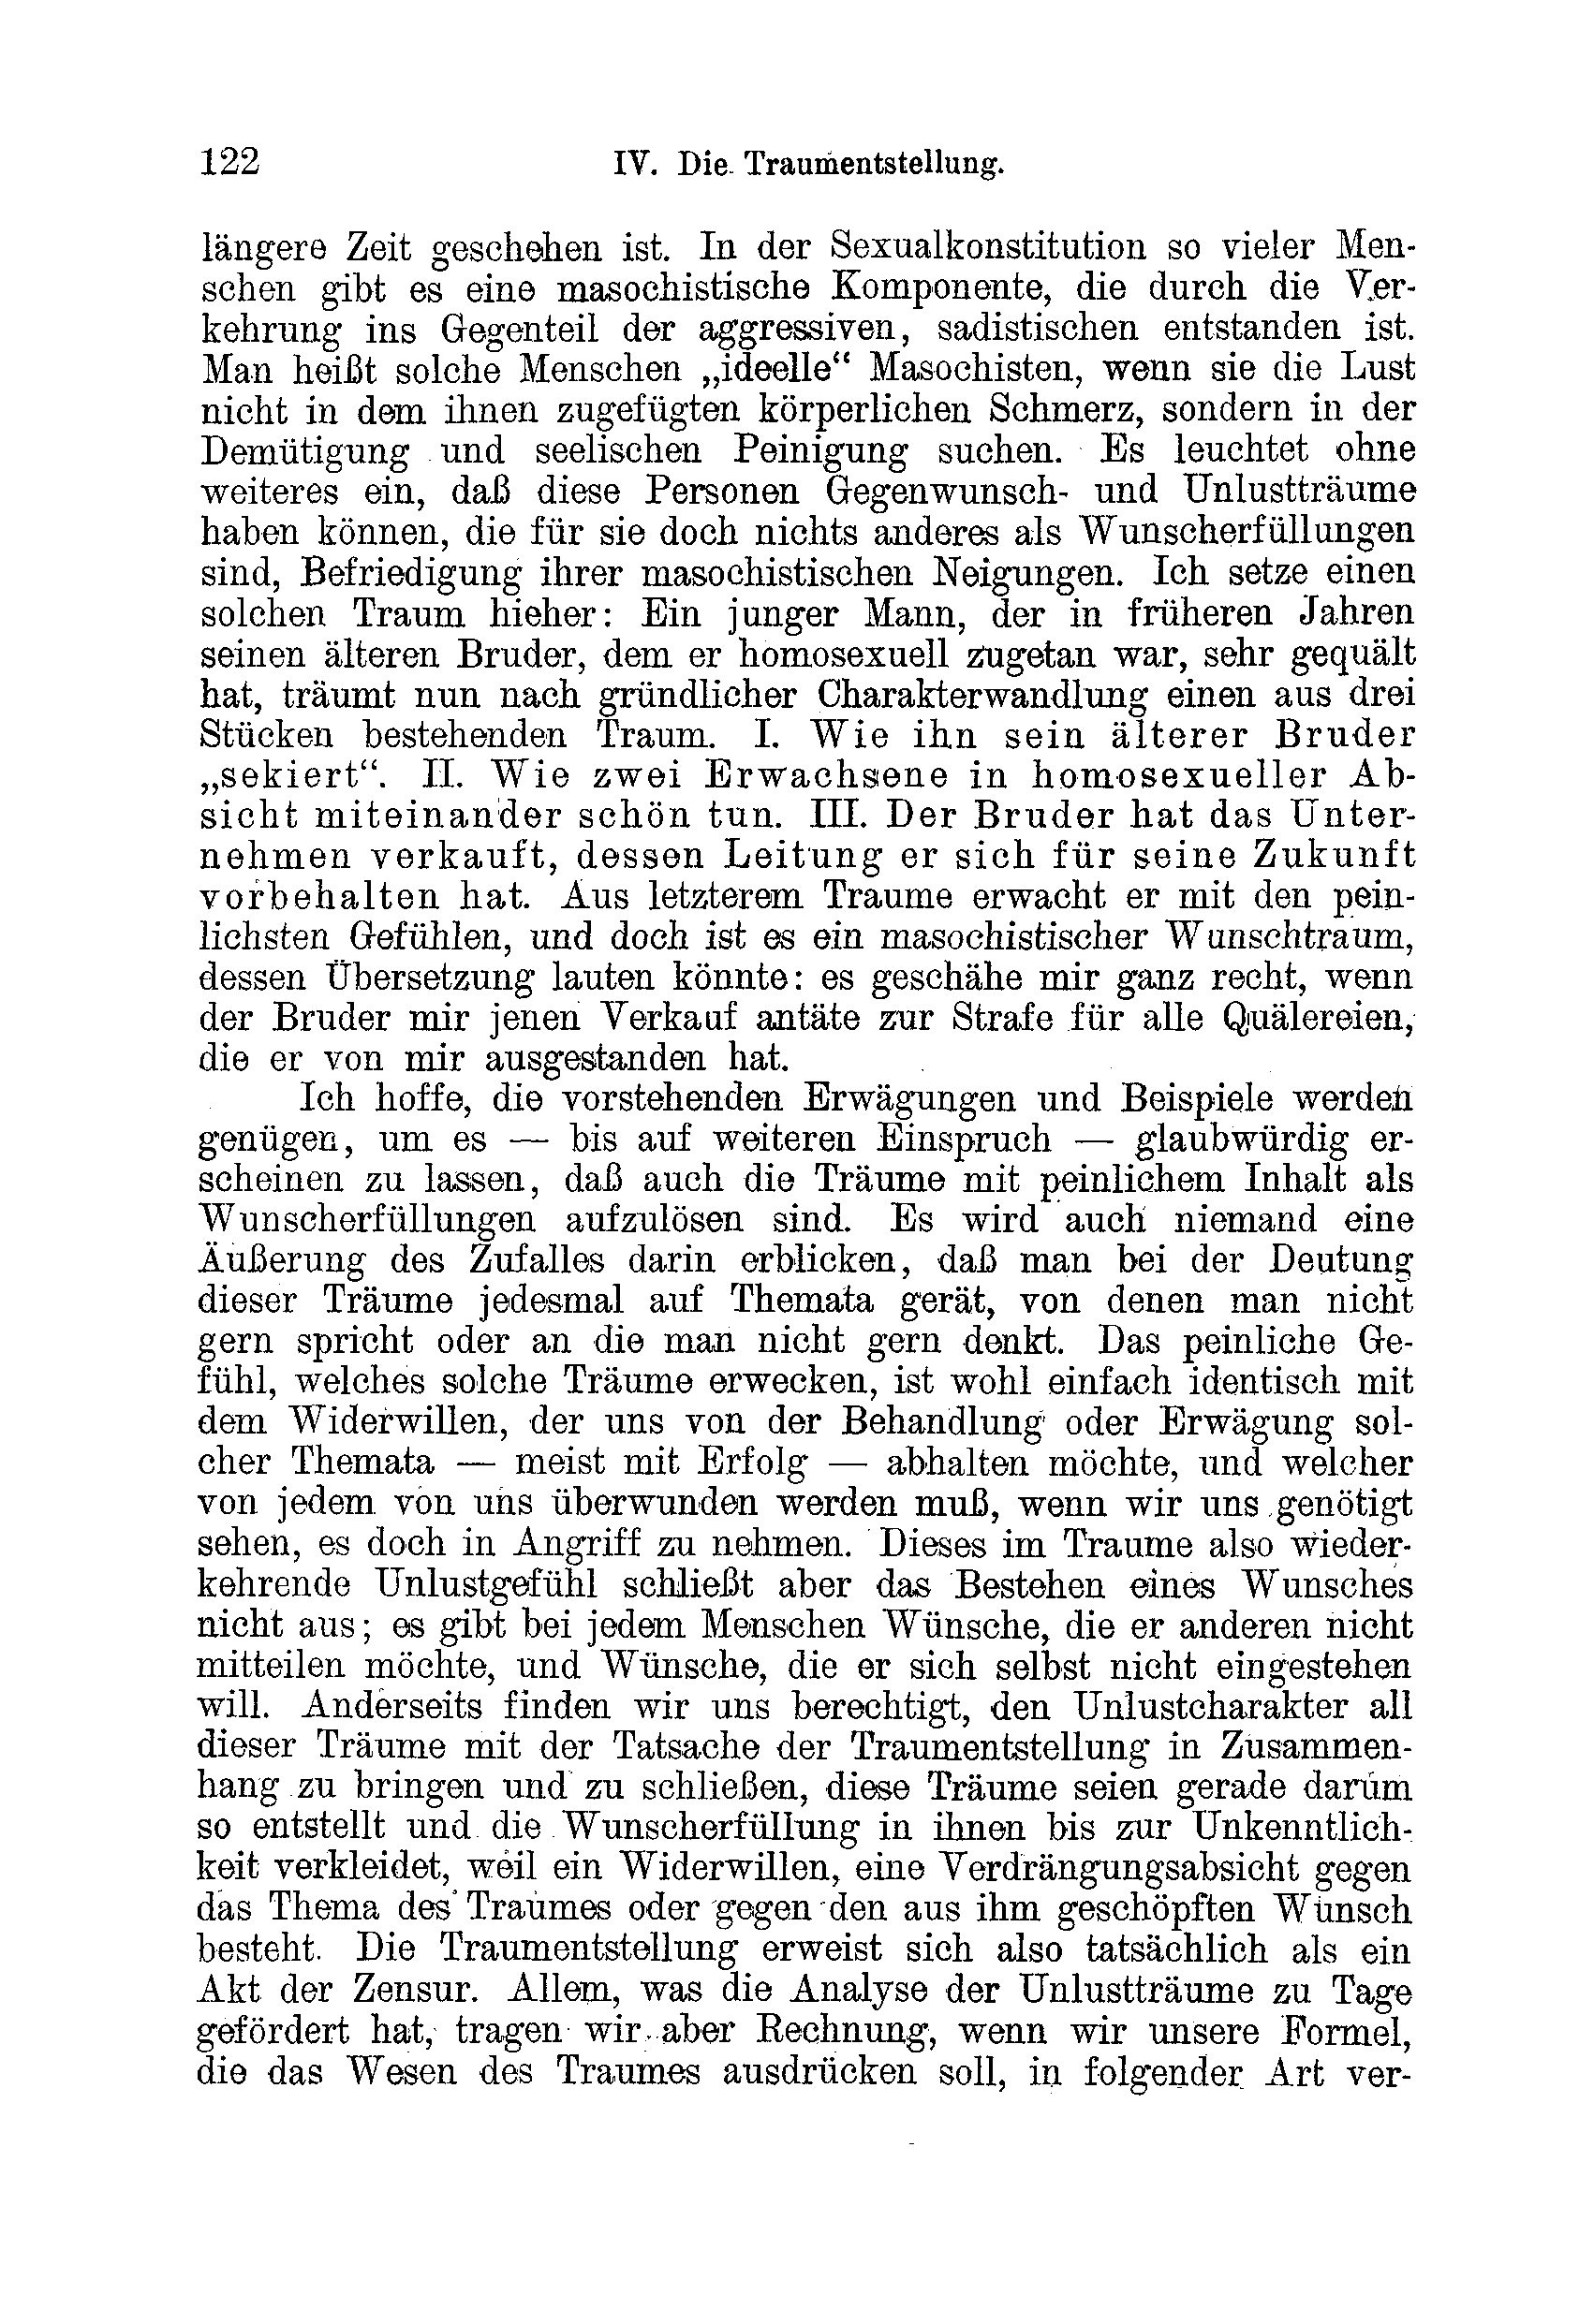 122 IV. Die Traumentstellung.
längere Zeit geschehen ist. In der Sexualkonstitution so vieler Men-
schen gibt es eine masochistische Komponente, die durch die Ver-
kehrung ins Gegenteil der aggressiven, sadistischen entstanden ist.
Man heißt solche Menschen „ideelle“ Masochisten, wenn sie die Lust
nicht in dem ihnen zugefügten körperlichen Schmerz, sondern in der
Demütigung und seelischen Peinigung suchen. Es leuchtet ohne
weiteres ein, daß diese Personen Gegenwunsch- und Unlustträume
haben können, die für sie doch nichts anderes als Wunscherfüllungen
sind, Befriedigung ihrer masochistischen Neigungen. Ich setze einen
solchen Traum hieher: Ein junger Mann, der in früheren Jahren
seinen älteren Bruder, dem er homosexuell zugetan war, sehr gequält
hat, träumt nun nach gründlicher Charakterwandlung einen aus drei
Stücken bestehenden Traum. I. Wie ihn sein älterer Bruder
„sekiert“. II. Wie zwei Erwachsene in homosexueller Ab-
sicht miteinander schön tun. III. Der Bruder hat das Unter-
nehmen verkauft, dessen Leitung er sich für seine Zukunft
vorbehalten hat. Aus letzterem Traume erwacht er mit den pein-
lichsten Gefühlen, und doch ist es ein masochistischer Wunschtraum,
dessen Übersetzung lauten könnte: es geschähe mir ganz recht, wenn
der Bruder mir jenen Verkauf antäte zur Strafe für alle Quälereien,
die er von mir ausgestanden hat.
Ich hoffe, die vorstehenden Erwägungen und Beispiele werden
genügen, um es — bis auf weiteren Einspruch — glaubwürdig er-
scheinen zu lassen, daß auch die Träume mit peinlichem Inhalt als
Wunscherfüllungen aufzulösen sind. Es wird auch niemand eine
Äußerung des Zufalles darin erblicken, daß man bei der Deutung
dieser Träume jedesmal auf Themata gerät, von denen man nicht
gern spricht oder an die man nicht gern denkt. Das peinliche Ge-
fühl, welches solche Träume erwecken, ist wohl einfach identisch mit
dem Widerwillen, der uns von der Behandlung oder Erwägung sol-
cher Themata — meist mit Erfolg — abhalten möchte, und welcher
von jedem von uns überwunden werden muß, wenn wir uns genötigt
sehen, es doch in Angriff zu nehmen. Dieses im Traume also wieder-
kehrende Unlustgefühl schließt aber das Bestehen eines Wunsches
nicht aus; es gibt bei jedem Menschen Wünsche, die er anderen nicht
mitteilen möchte, und Wünsche, die er sich selbst nicht eingestehen
will. Anderseits finden wir uns berechtigt, den Unlustcharakter all
dieser Träume mit der Tatsache der Traumentstellung in Zusammen-
hang zu bringen und zu schließen, diese Träume seien gerade darum
so entstellt und die Wunscherfüllung in ihnen bis zur Unkenntlich-
keit verkleidet, weil ein Widerwillen, eine Verdrängungsabsicht gegen
das Thema des Traumes oder gegen den aus ihm geschöpften Wunsch
besteht. Die Traumentstellung erweist sich also tatsächlich als ein
Akt der Zensur. Allem, was die Analyse der Unlustträume zu Tage
gefördert hat, tragen wir aber Rechnung, wenn wir unsere Formel,
die das Wesen des Traumes ausdrücken soll, in folgender Art ver-